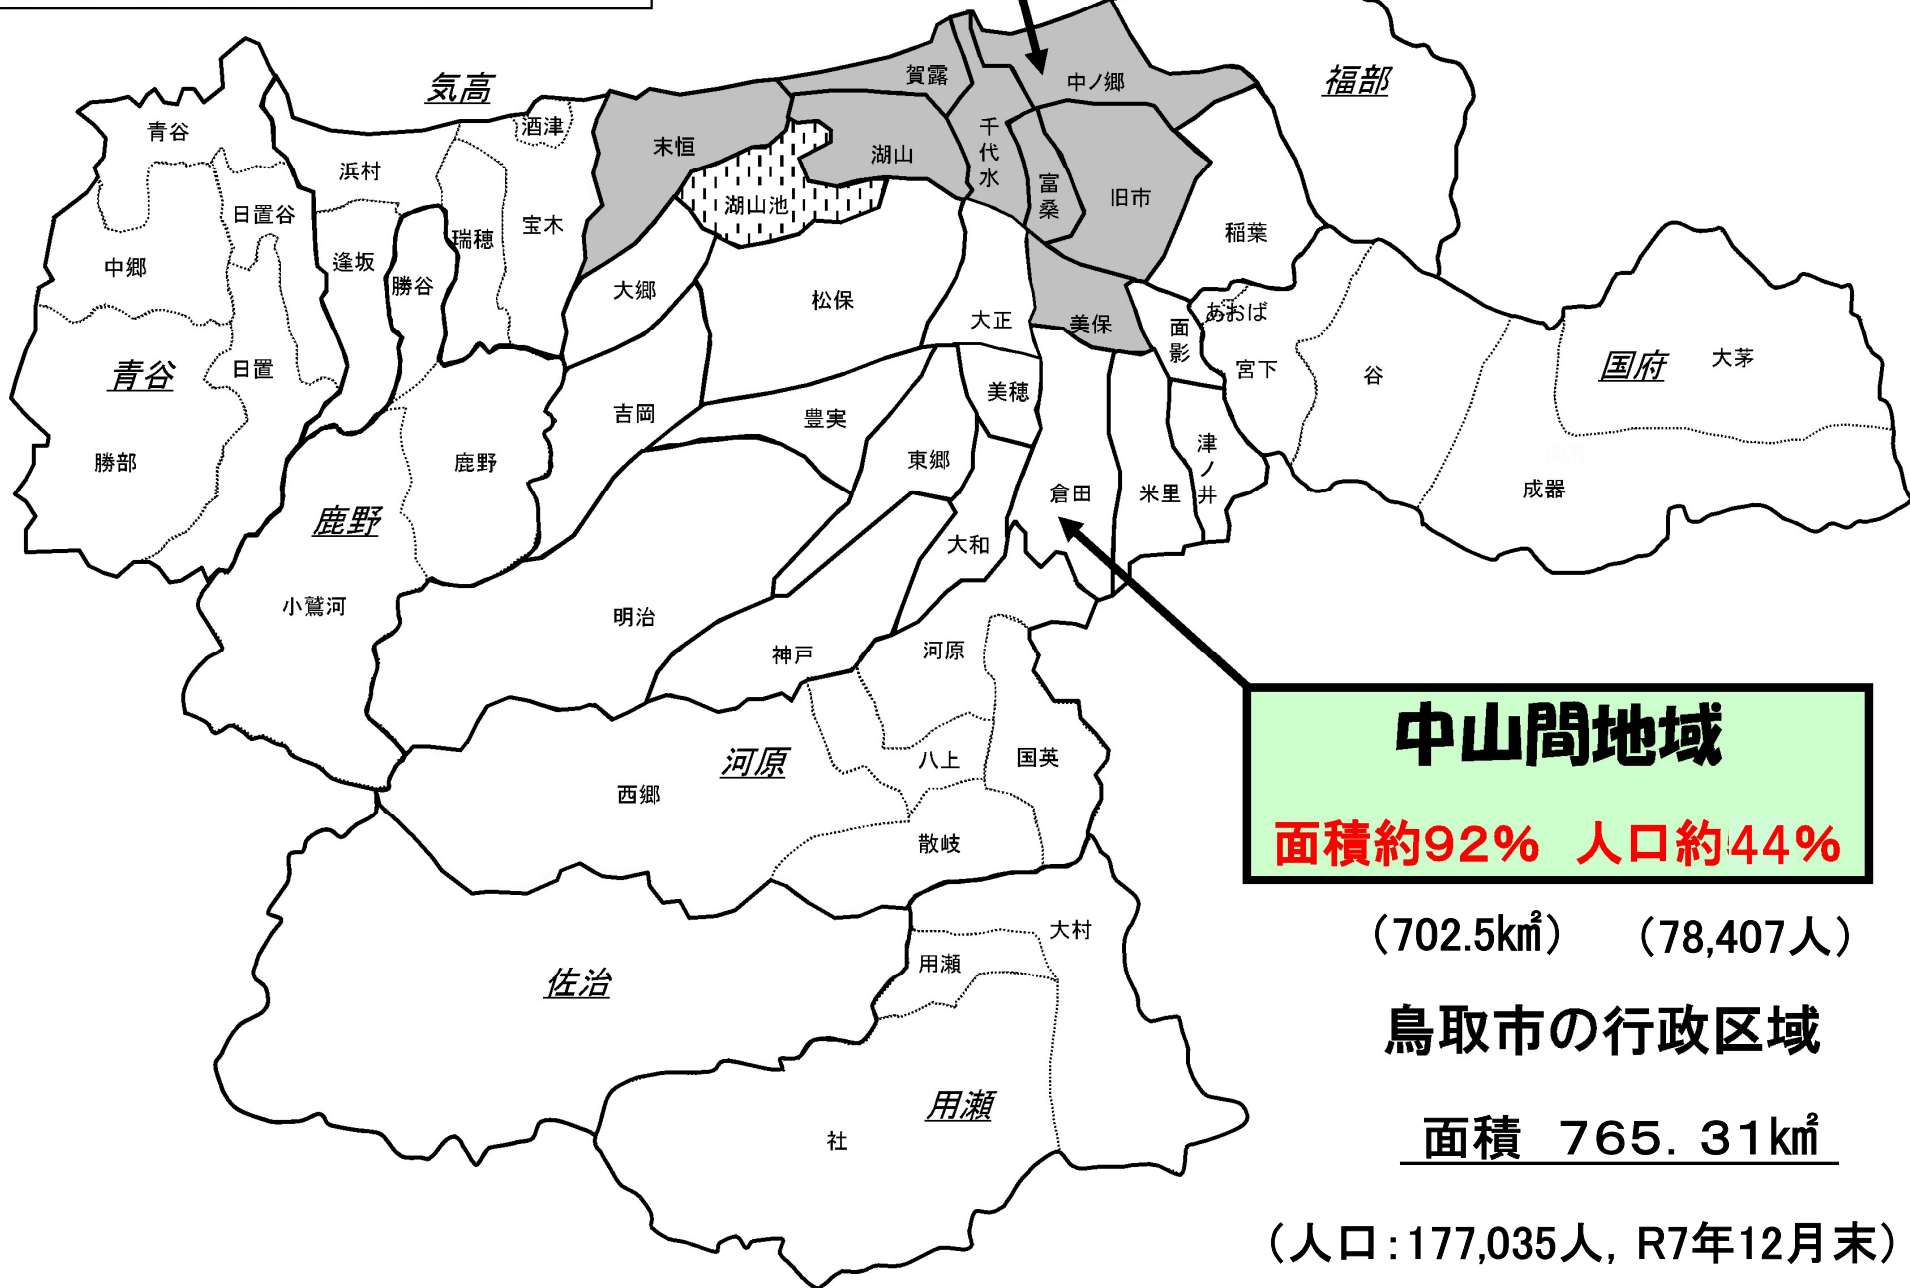 気高
福部
賀露
中ノ郷
酒津
青谷
末恒
湖山
千代水
浜村
湖山池
富桑
旧市
日置谷
宝木
瑞穂
稲葉
中郷
逢坂
勝谷
大郷
松保
大正
美保
面影
あおば
国府
大茅
青谷
日置
宮下
谷
美穂
吉岡
豊実
津ノ井
勝部
鹿野
東郷
倉田
米里
成器
鹿野
大和
小鷲河
明治
神戸
河原
中山間地域
河原
八上
国英
西郷
散岐
面積約92% 人口約44%
(702.5k㎡) (78,407人)
大村
用瀬
佐治
鳥取市の行政区域
用瀬
社
面積 765.31k㎡
(人口:177,035人, R7年12月末)